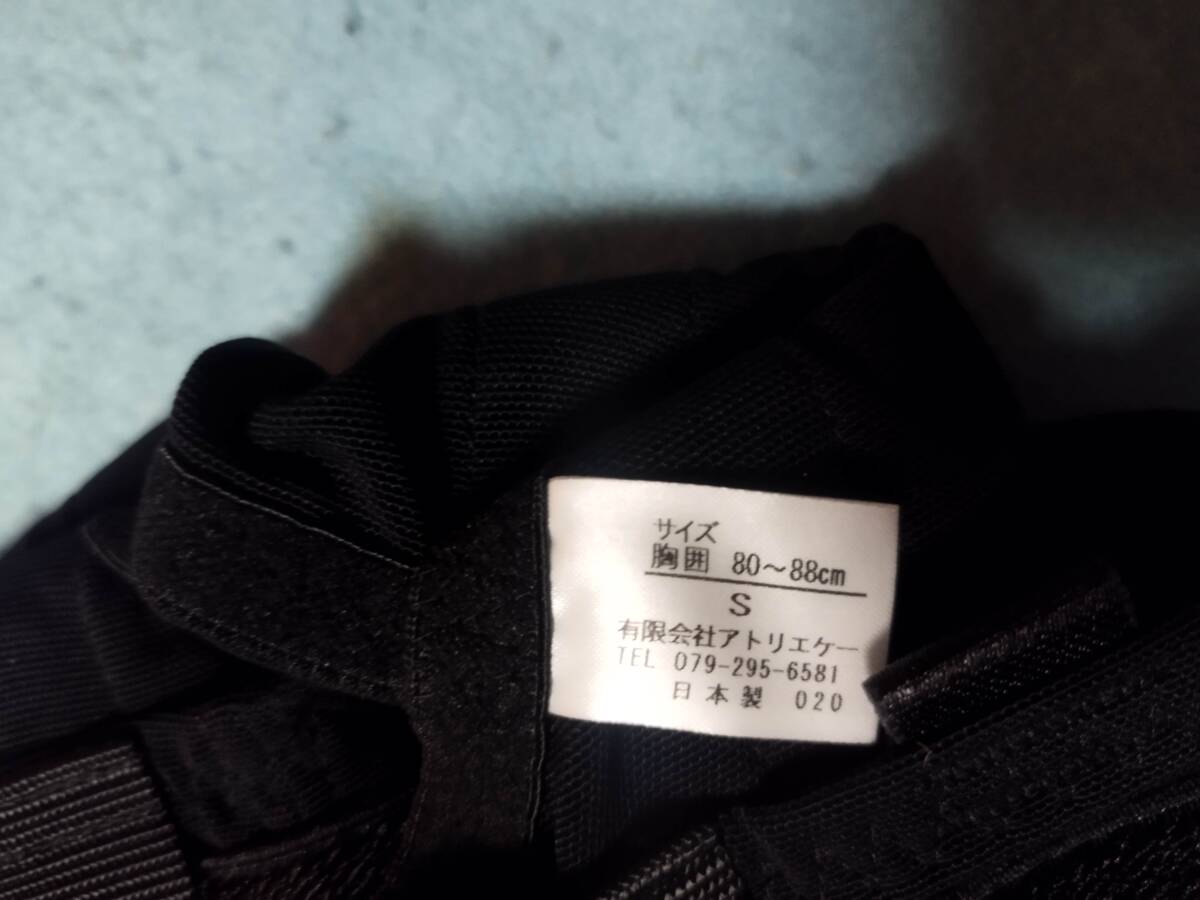 サイズ
胸囲 80～88cm
S
有限会社アトリエケー
TEL 079-295-6581
日本製 020